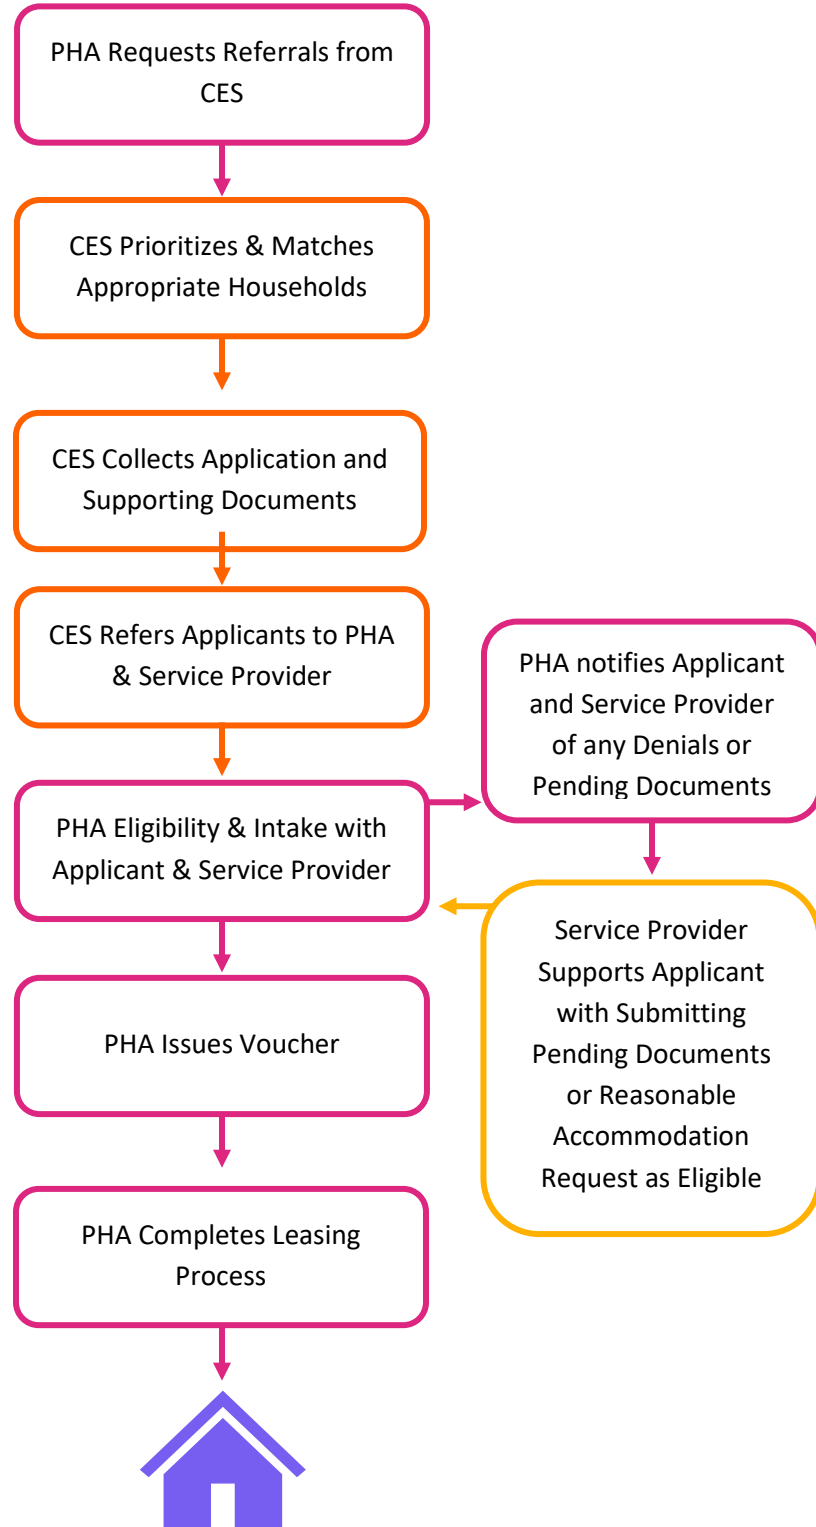 PHA Requests Referrals from
CES
CES Prioritizes & Matches
Appropriate Households
CES Collects Application and
Supporting Documents
CES Refers Applicants to PHA
& Service Provider
PHA Eligibility & Intake with
Applicant & Service Provider
PHA notifies Applicant
and Service Provider
of any Denials or
Pending Documents
Service Provider
Supports Applicant
with Submitting
Pending Documents
or Reasonable
Accommodation
Request as Eligible
PHA Issues Voucher
PHA Completes Leasing
Process